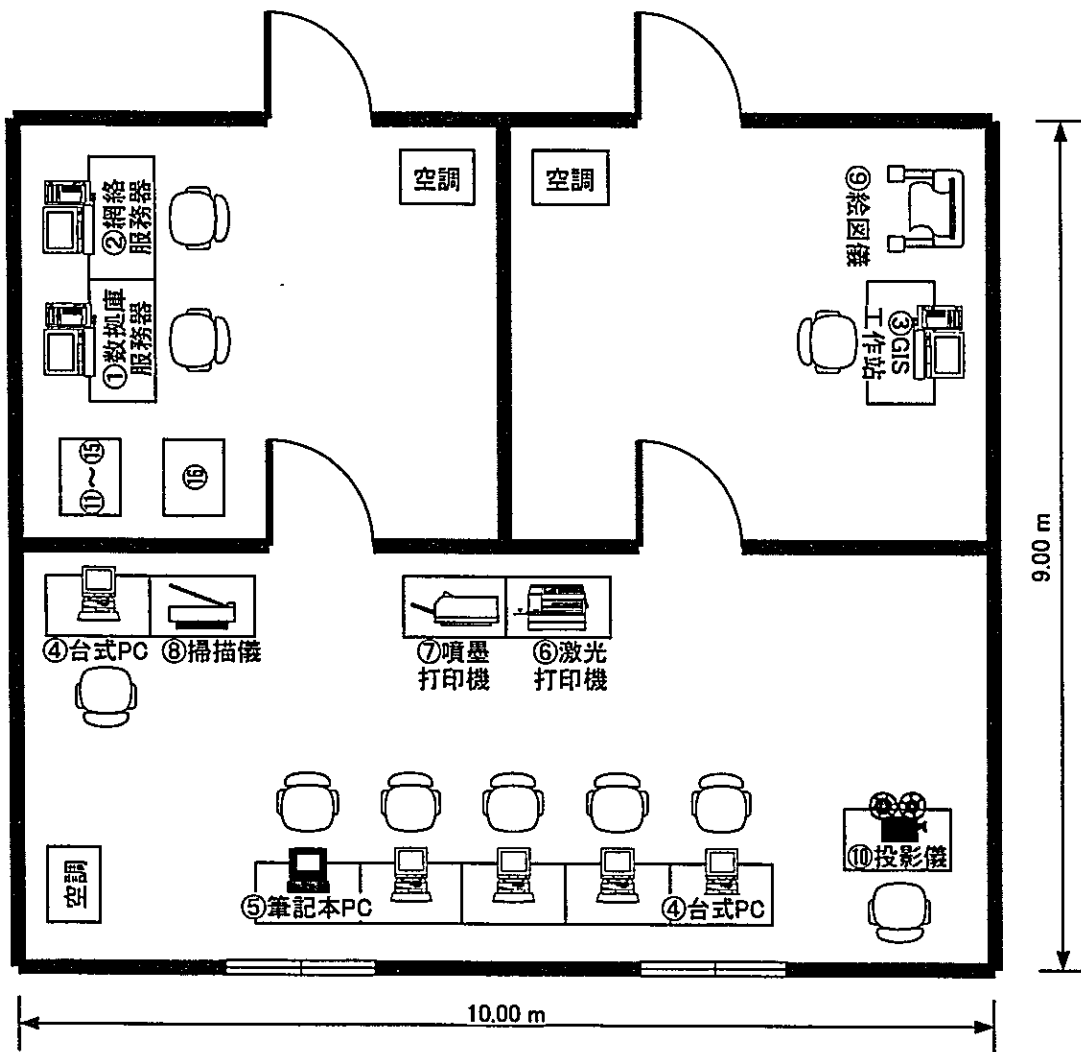 空調
空調
②網絡
服務器
①数拠庫
服務器
⑨絵図儀
③GIS
工作站
⑪～⑮
⑯
④台式PC
⑧掃描儀
⑦噴墨
打印機
⑥激光
打印機
9.00 m
空調
⑤筆記本PC
④台式PC
⑩投影儀
10.00 m